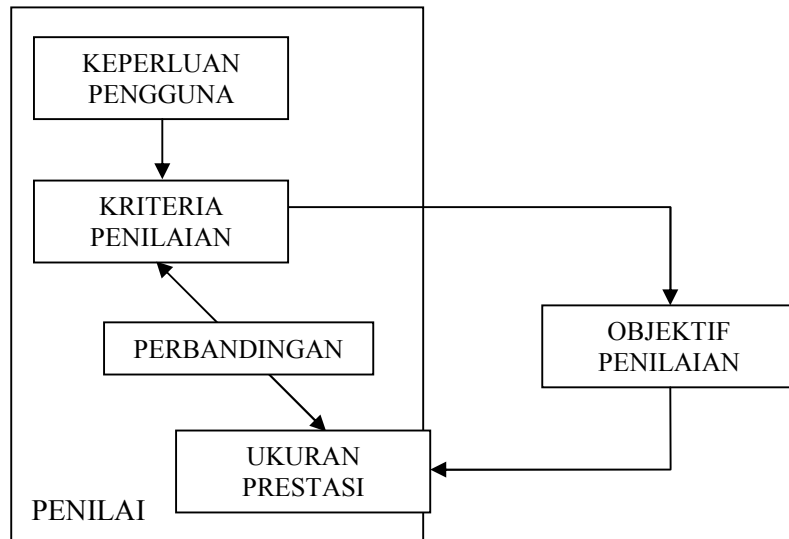 KEPERLUAN
PENGGUNA
KRITERIA
PENILAIAN
PERBANDINGAN
OBJEKTIF
PENILAIAN
UKURAN
PRESTASI
PENILAI